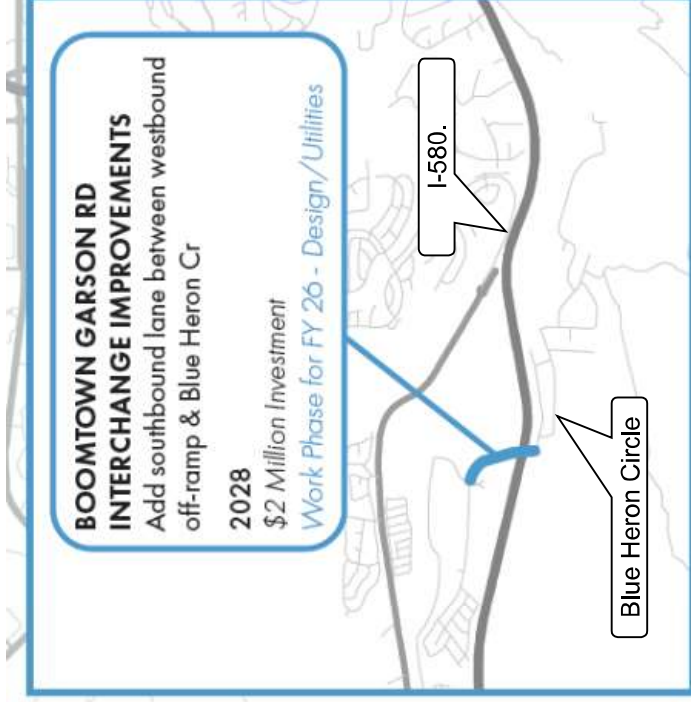 BOOMTOWN GARSON RD
INTERCHANGE IMPROVEMENTS
Add southbound lane between westbound
off-ramp & Blue Heron Cr
2028
$2 Million Investment
Work Phase for FY 26 - Design/Utilities
I-580.
Blue Heron Circle